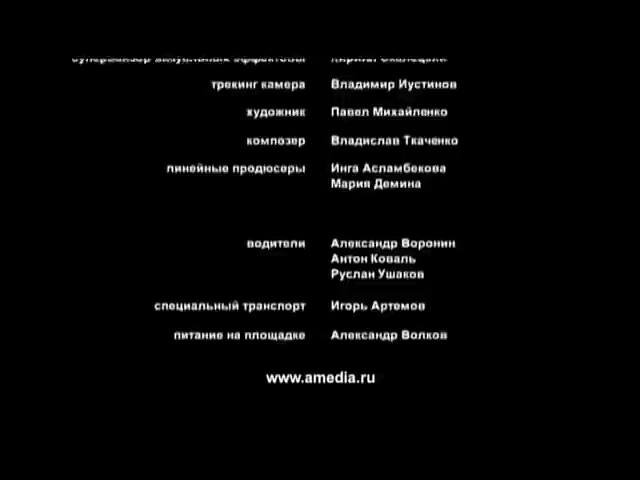 трекинг камера Владимир Иустинов
художник Павел Михайленко
композер Владислав Ткаченко
линейные продюсеры Инга Асламбекова
Мария Демина
водители Александр Воронин
Антон Коваль
Руслан Ушаков
специальный транспорт Игорь Артемов
питание на площадке Александр Волков
www.amedia.ru